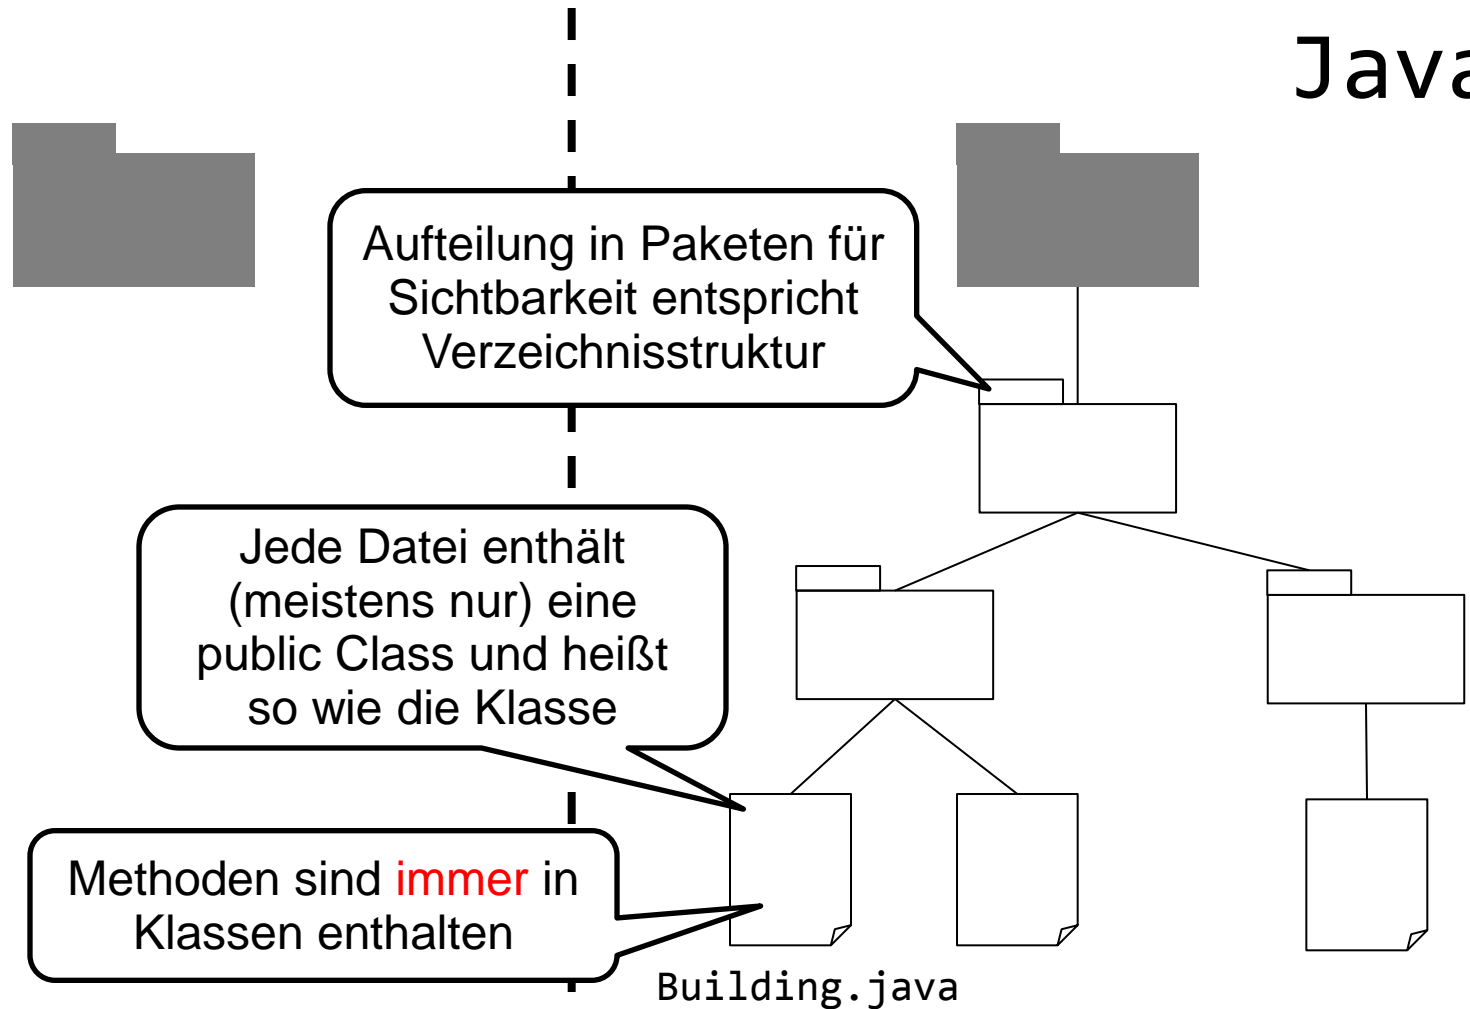 Java
Aufteilung in Paketen für
Sichtbarkeit entspricht
Verzeichnisstruktur
Jede Datei enthält
(meistens nur) eine
public Class und heißt
so wie die Klasse
Methoden sind immer in
Klassen enthalten
Building.java